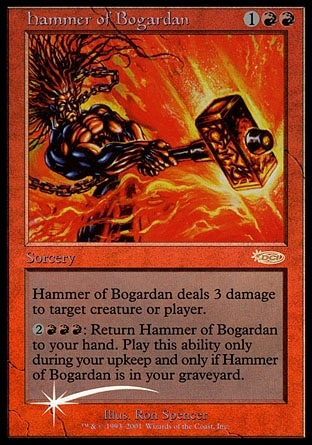 Hammer of Bogardan 1
Sorcery
DCI
Hammer of Bogardan deals 3 damage
to target creature or player.
2: Return Hammer of Bogardan
to your hand. Play this ability only
during your upkeep and only if Hammer
of Bogardan is in your graveyard.
Illus. Ron Spencer
™ & © 1993-2001 Wizards of the Coast, Inc.